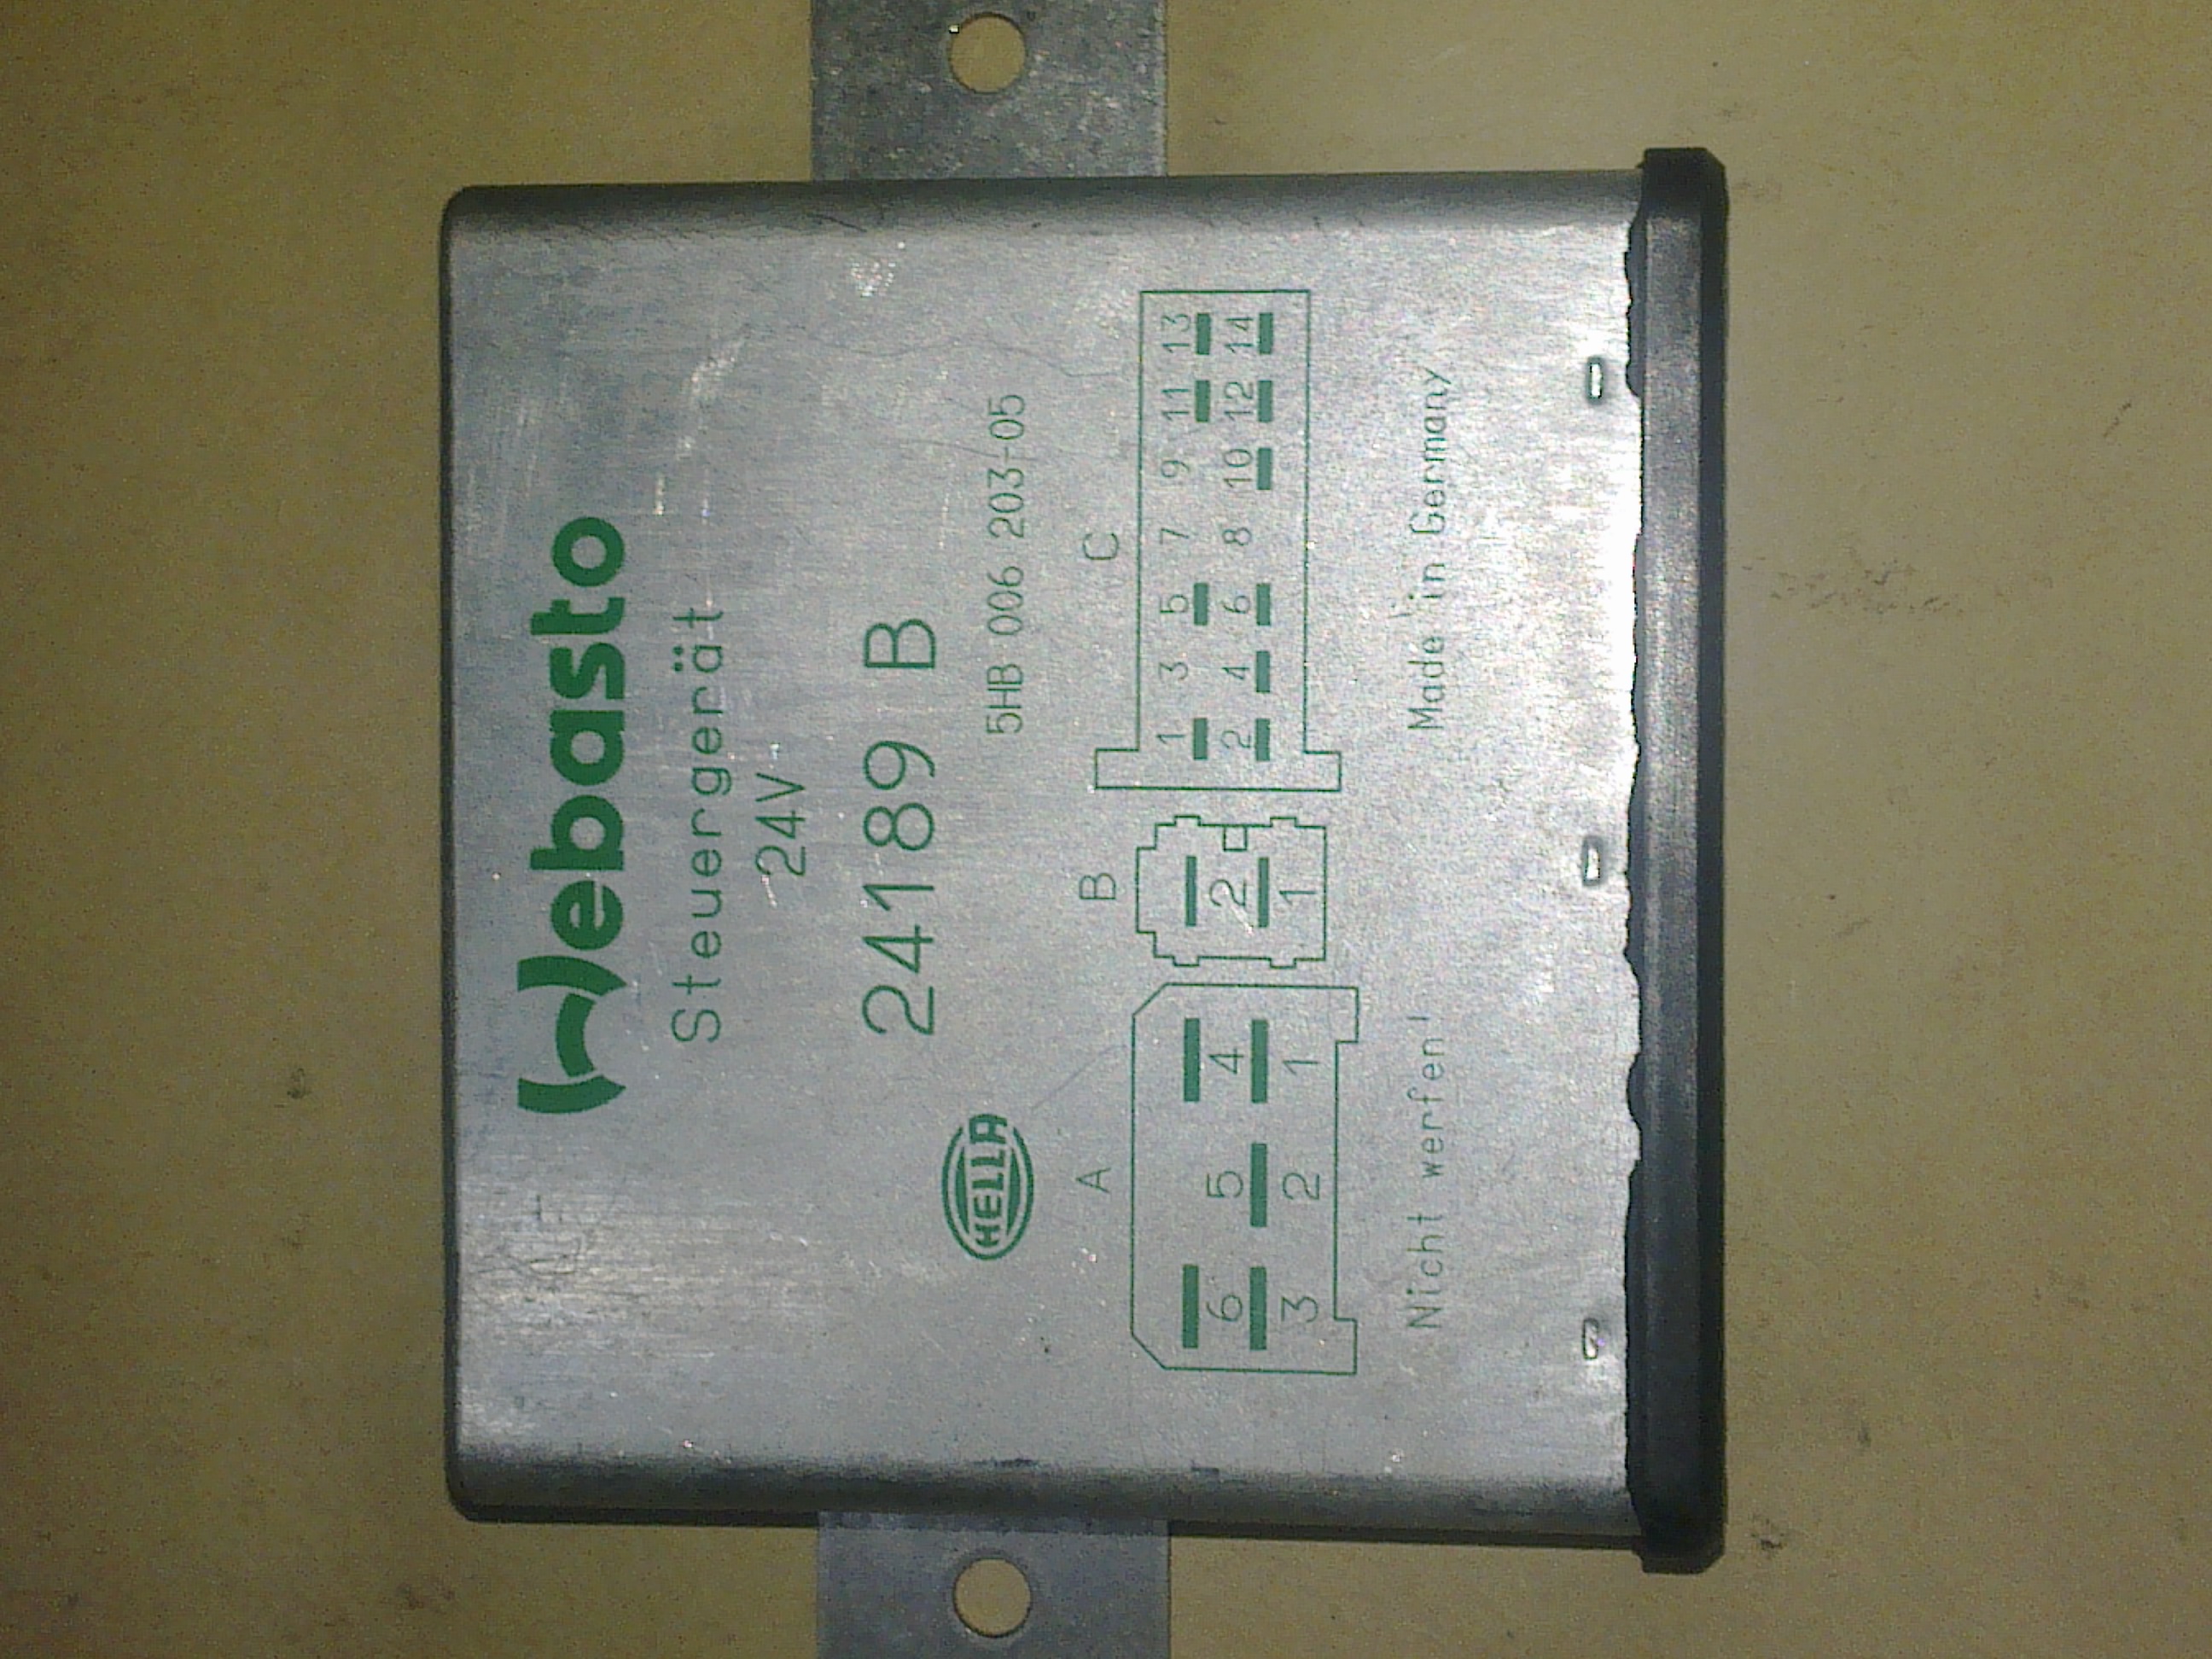 Webasto
Steuergerät
24V
24189 B
HELLA
5HB 006 203-05
A B C
6 5 4
3 2 1
2
1
1 3 5 7 9 11 13
2 4 6 8 10 12 14
Nicht werfen! Made in Germany